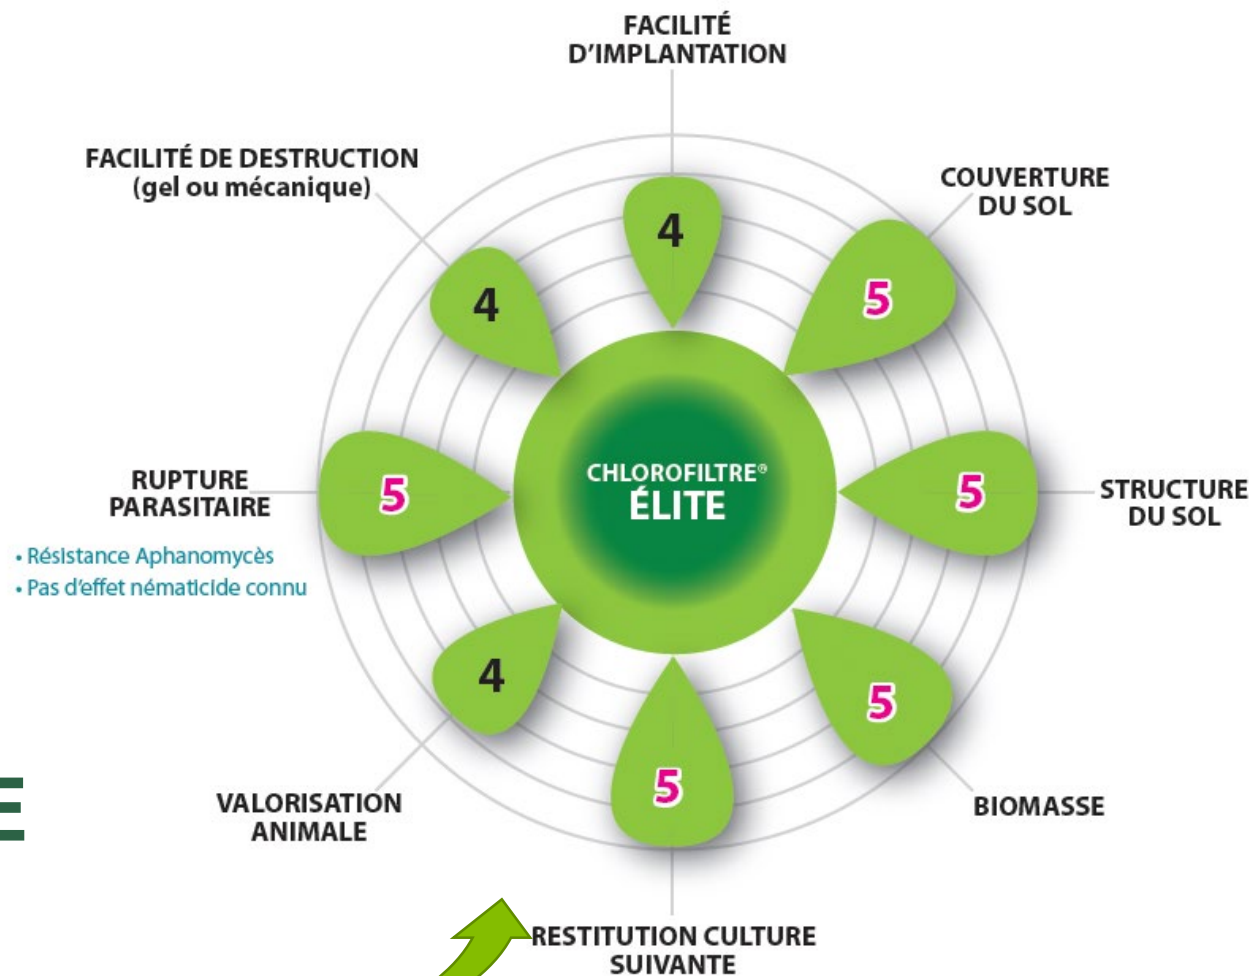 FACILITÉ
D'IMPLANTATION
FACILITÉ DE DESTRUCTION
(gel ou mécanique)
COUVERTURE
DU SOL
4
4
5
CHLOROFILTRE®
ÉLITE
RUPTURE
PARASITAIRE
5
5
STRUCTURE
DU SOL
• Résistance Aphanomycès
• Pas d'effet nématicide connu
4
5
5
E
VALORISATION
ANIMALE
BIOMASSE
RESTITUTION CULTURE
SUIVANTE